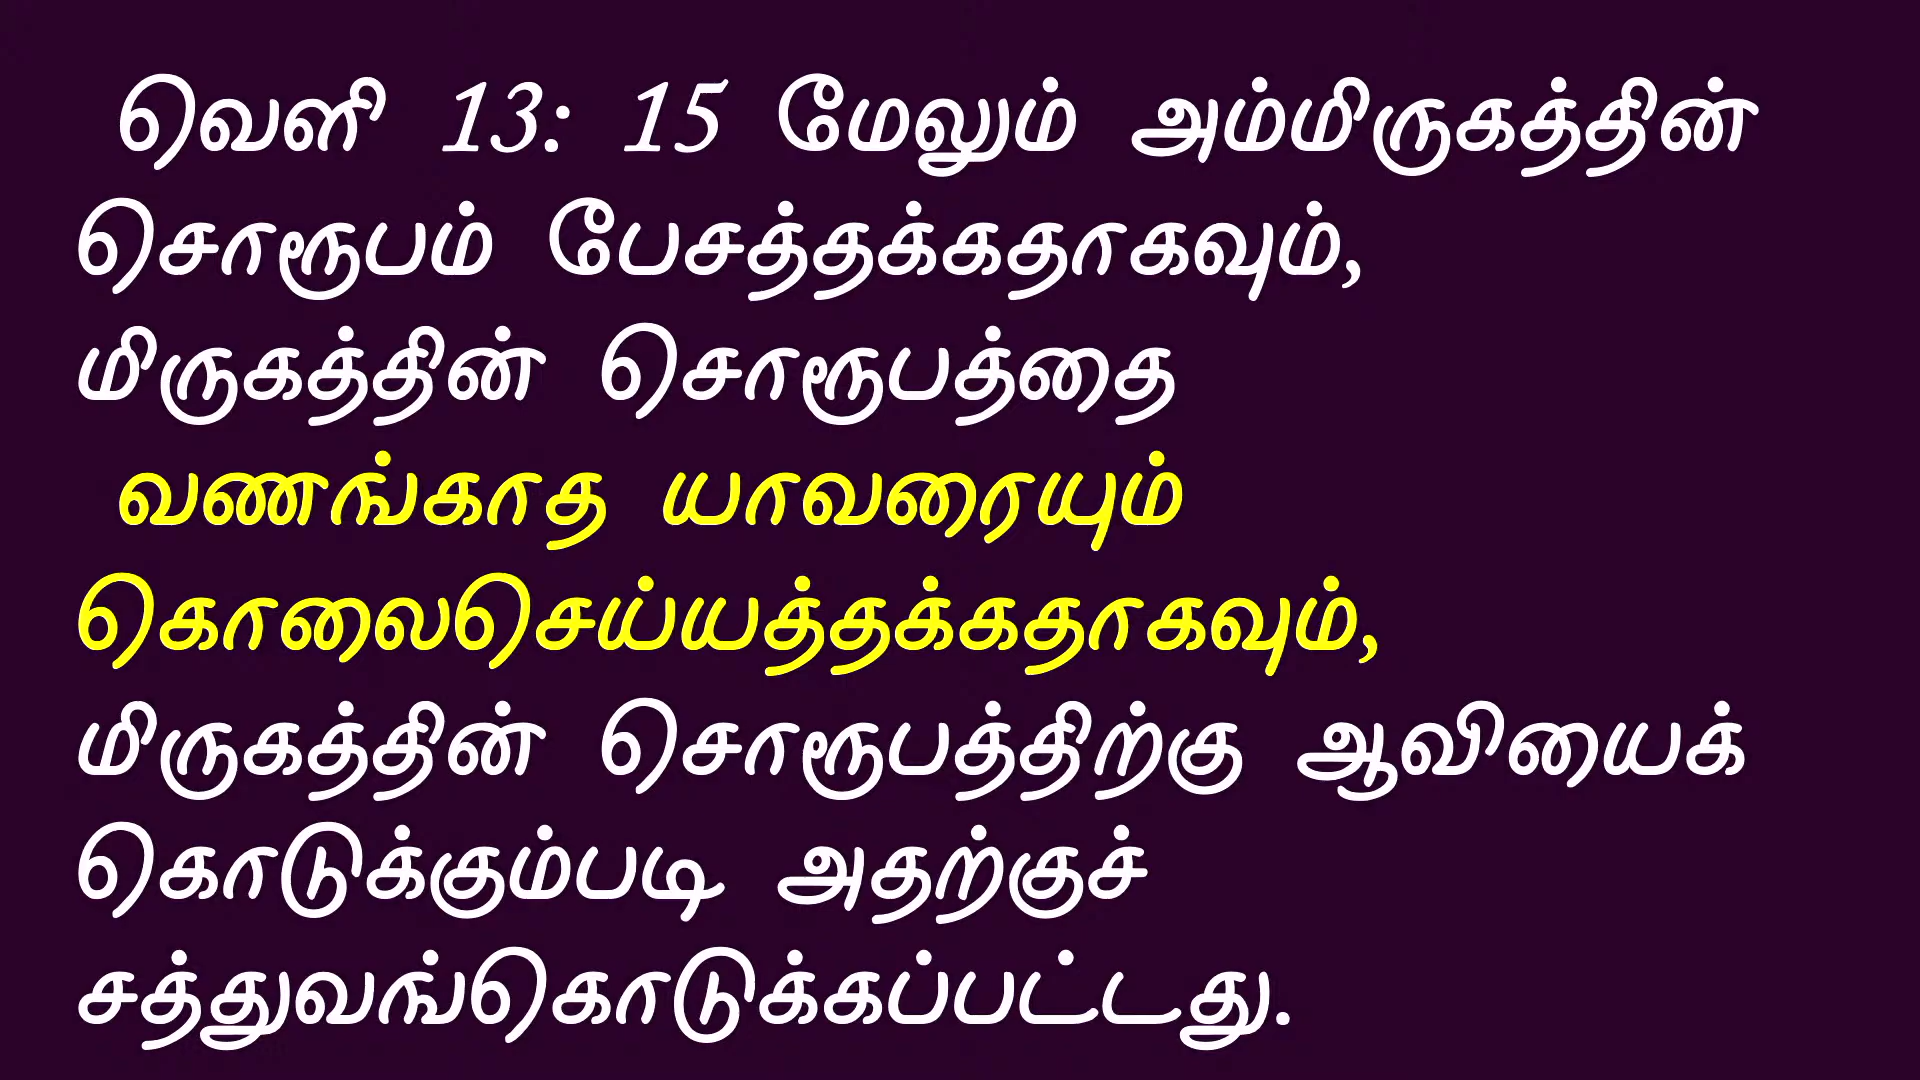 வெளி 13: 15 மேலும் அம்மிருகத்தின்
சொரூபம் பேசத்தக்கதாகவும்,
மிருகத்தின் சொரூபத்தை
வணங்காத யாவரையும்
கொலைசெய்யத்தக்கதாகவும்,
மிருகத்தின் சொரூபத்திற்கு ஆவியைக்
கொடுக்கும்படி அதற்குச்
சத்துவங்கொடுக்கப்பட்டது.